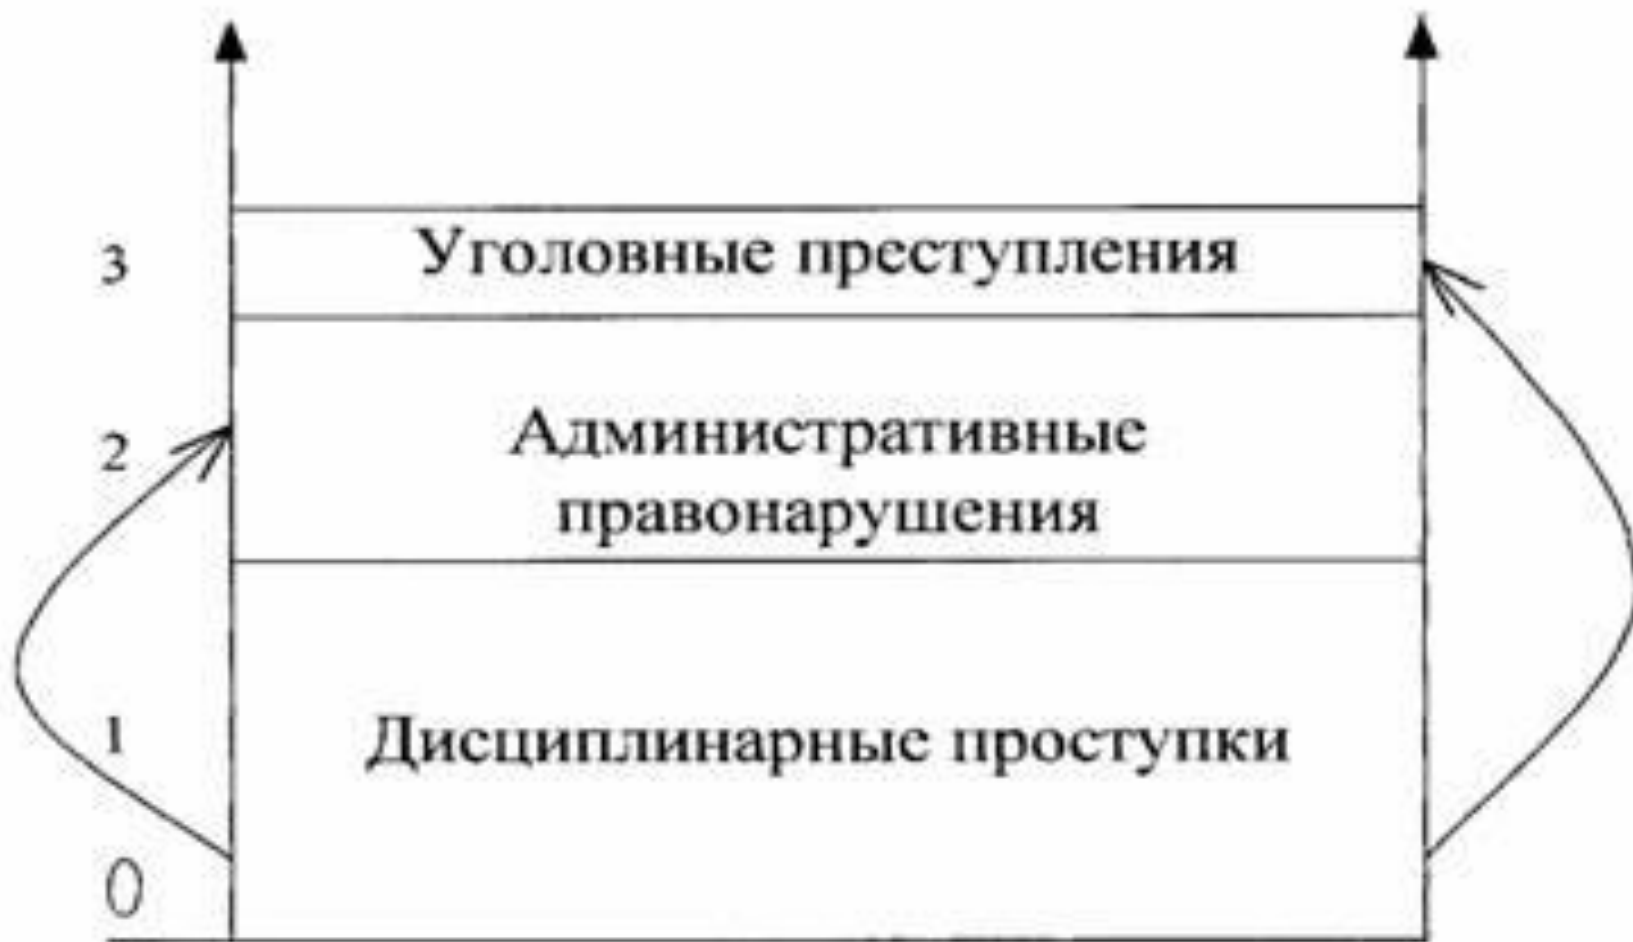 3
Уголовные преступления
2
Административные
правонарушения
1
Дисциплинарные проступки
0